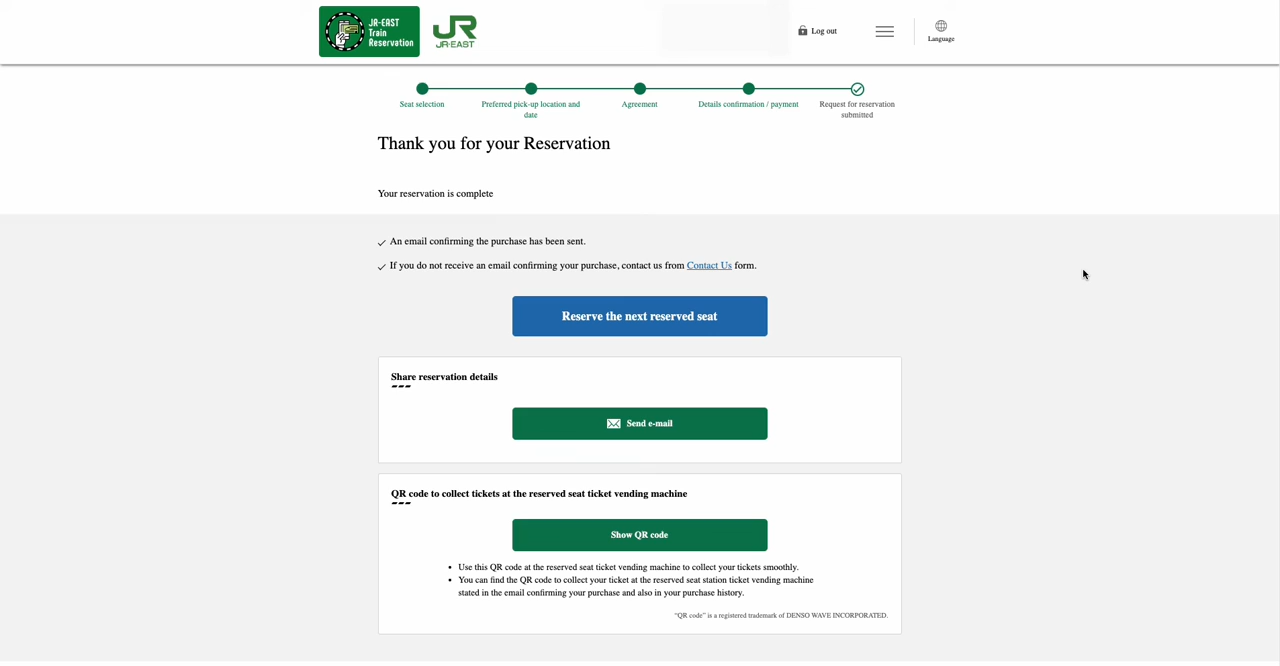 JR-EAST
Train
Reservation
JR
JR-EAST
Log out
Language
Seat selection
Preferred pick-up location and
date
Agreement
Details confirmation / payment
Request for reservation
submitted
Thank you for your Reservation
Your reservation is complete
An email confirming the purchase has been sent.
If you do not receive an email confirming your purchase, contact us from Contact Us form.
Reserve the next reserved seat
Share reservation details
Send e-mail
QR code to collect tickets at the reserved seat ticket vending machine
Show QR code
• Use this QR code at the reserved seat ticket vending machine to collect your tickets smoothly.
• You can find the QR code to collect your ticket at the reserved seat station ticket vending machine
stated in the email confirming your purchase and also in your purchase history.
"QR code" is a registered trademark of DENSO WAVE INCORPORATED.